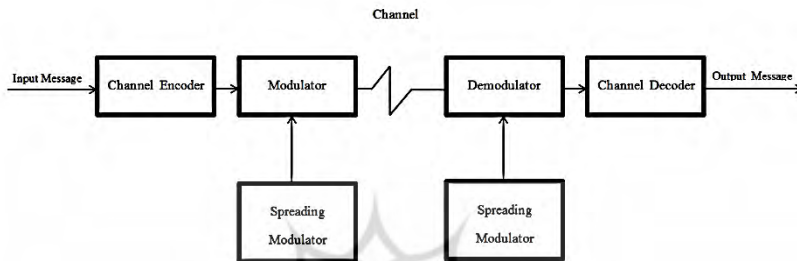 Channel
Input Message
Channel Encoder
Modulator
Demodulator
Channel Decoder
Output Message
Spreading
Modulator
Spreading
Modulator